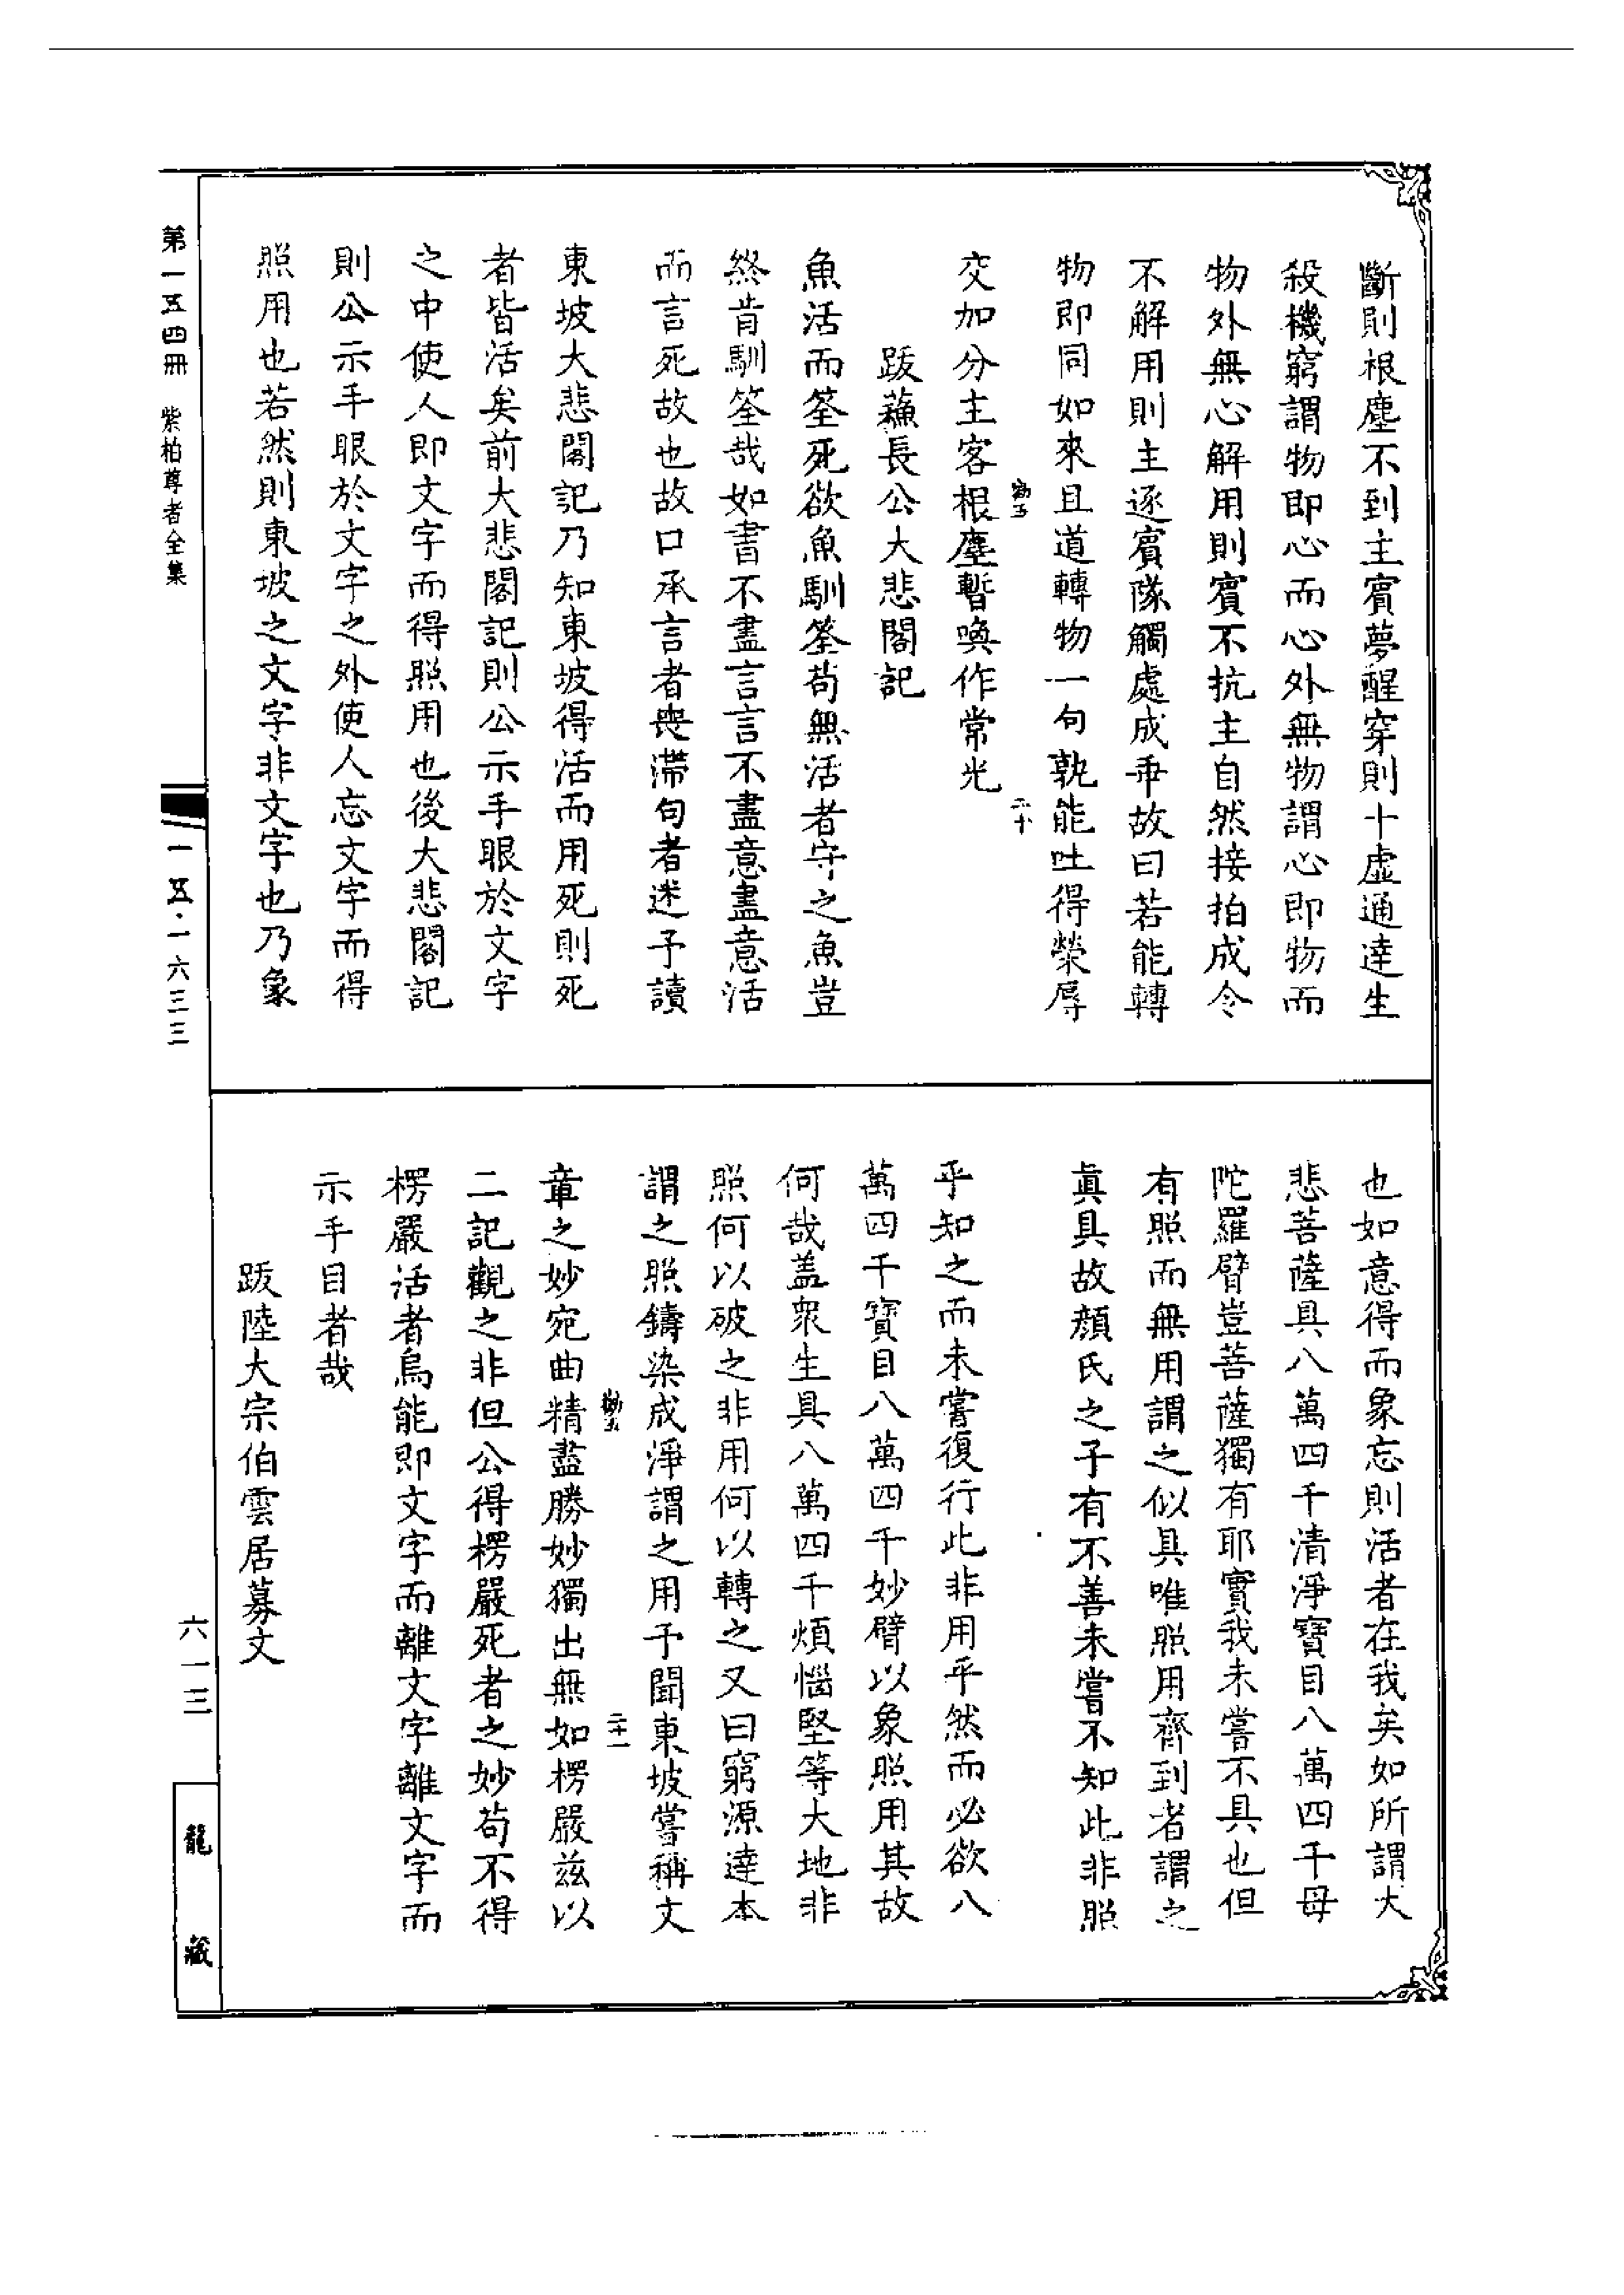 斷則根塵不到主賓夢醒穿則十虛通達生
殺機窮謂物即心而心外無物謂心即物而
物外無心解用則賓不抗主自然接拍成令
不解用則主逐賓隊觸處成乖故曰若能轉
物即同如來且道轉物一句孰能吐得榮辱
交加分主客根塵暫喚作常光
二十
跋蘓長公大悲閣記
魚活而筌死欲魚馴筌苟無活者守之魚豈
終肯馴筌哉如書不盡言言不盡意盡意活
而言死故也故口承言者喪滯句者迷予讀
東坡大悲閣記乃知東坡得活而用死則死
者皆活矣前大悲閣記則公示手眼於文字
之中使人即文字而得照用也後大悲閣記
則公示手眼於文字之外使人忘文字而得
照用也若然則東坡之文字非文字也乃象
也如意得而象忘則活者在我矣如所謂大
悲菩薩具八萬四千清淨寶目八萬四千母
陀羅臂豈菩薩獨有耶實我未嘗不具也但
有照而無用謂之似具唯照用齊到者謂之
眞具故顔氏之子有不善未嘗不知此非照
乎知之而未嘗復行此非用乎然而必欲八
萬四千寶目八萬四千妙臂以象照用其故
何哉盖衆生具八萬四千煩惱堅等大地非
照何以破之非用何以轉之又曰窮源達本
謂之照鑄染成淨謂之用予聞東坡嘗稱文
章之妙宛曲精盡勝妙獨出無如楞嚴茲以
二十一
二記觀之非但公得楞嚴死者之妙苟不得
楞嚴活者烏能即文字而離文字離文字而
示手目者哉
跋陸大宗伯雲居募文
第一五四冊 紫柏尊者全集
一五·一六三三
六一三
龍藏